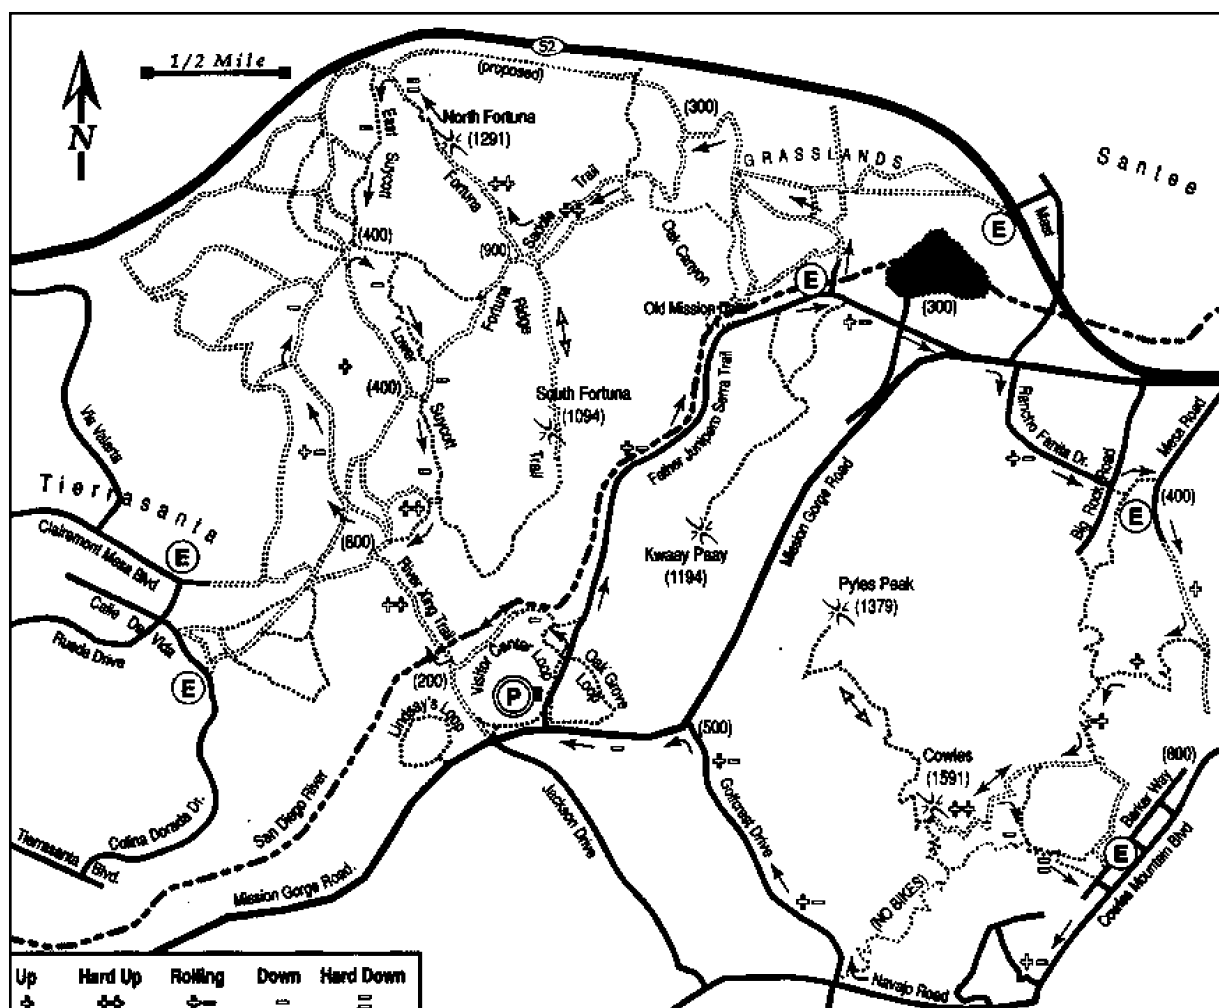 52
1/2 Mile
(proposed)
N
North Fortuna
(1291)
(300)
GRASSLANDS
Santee
East
Suycott
Fortuna
Saddle
Trail
Mast
E
(400)
(900)
Oak Canyon
E
Fortuna
Ridge
Old Mission
(300)
Lower
(400)
South Fortuna
(1094)
Suycott
Trail
Father Junipero Serra Trail
Rancho Fanita Dr.
Mesa Road
Big Rock Road
(400)
E
Via Valarta
Tierrasanta
Clairemont Mesa Blvd.
E
(600)
Mission Gorge Road
Kwaay Paay
(1194)
Pyles Peak
(1379)
Calle De Vida
Rueda Drive
River Xing Trail
E
(200)
Visitor Center
Loop
P
Oak Grove
Loop
Lindsay's Loop
(500)
Cowles
(1591)
(800)
Barker Way
E
Cowles Mountain Blvd
San Diego River
Jackson Drive
Golfcrest Drive
Colina Dorada Dr.
Tierrasanta
Blvd.
Mission Gorge Road.
(NO BIKES)
Navajo Road
Up Hard Up Rolling Down Hard Down